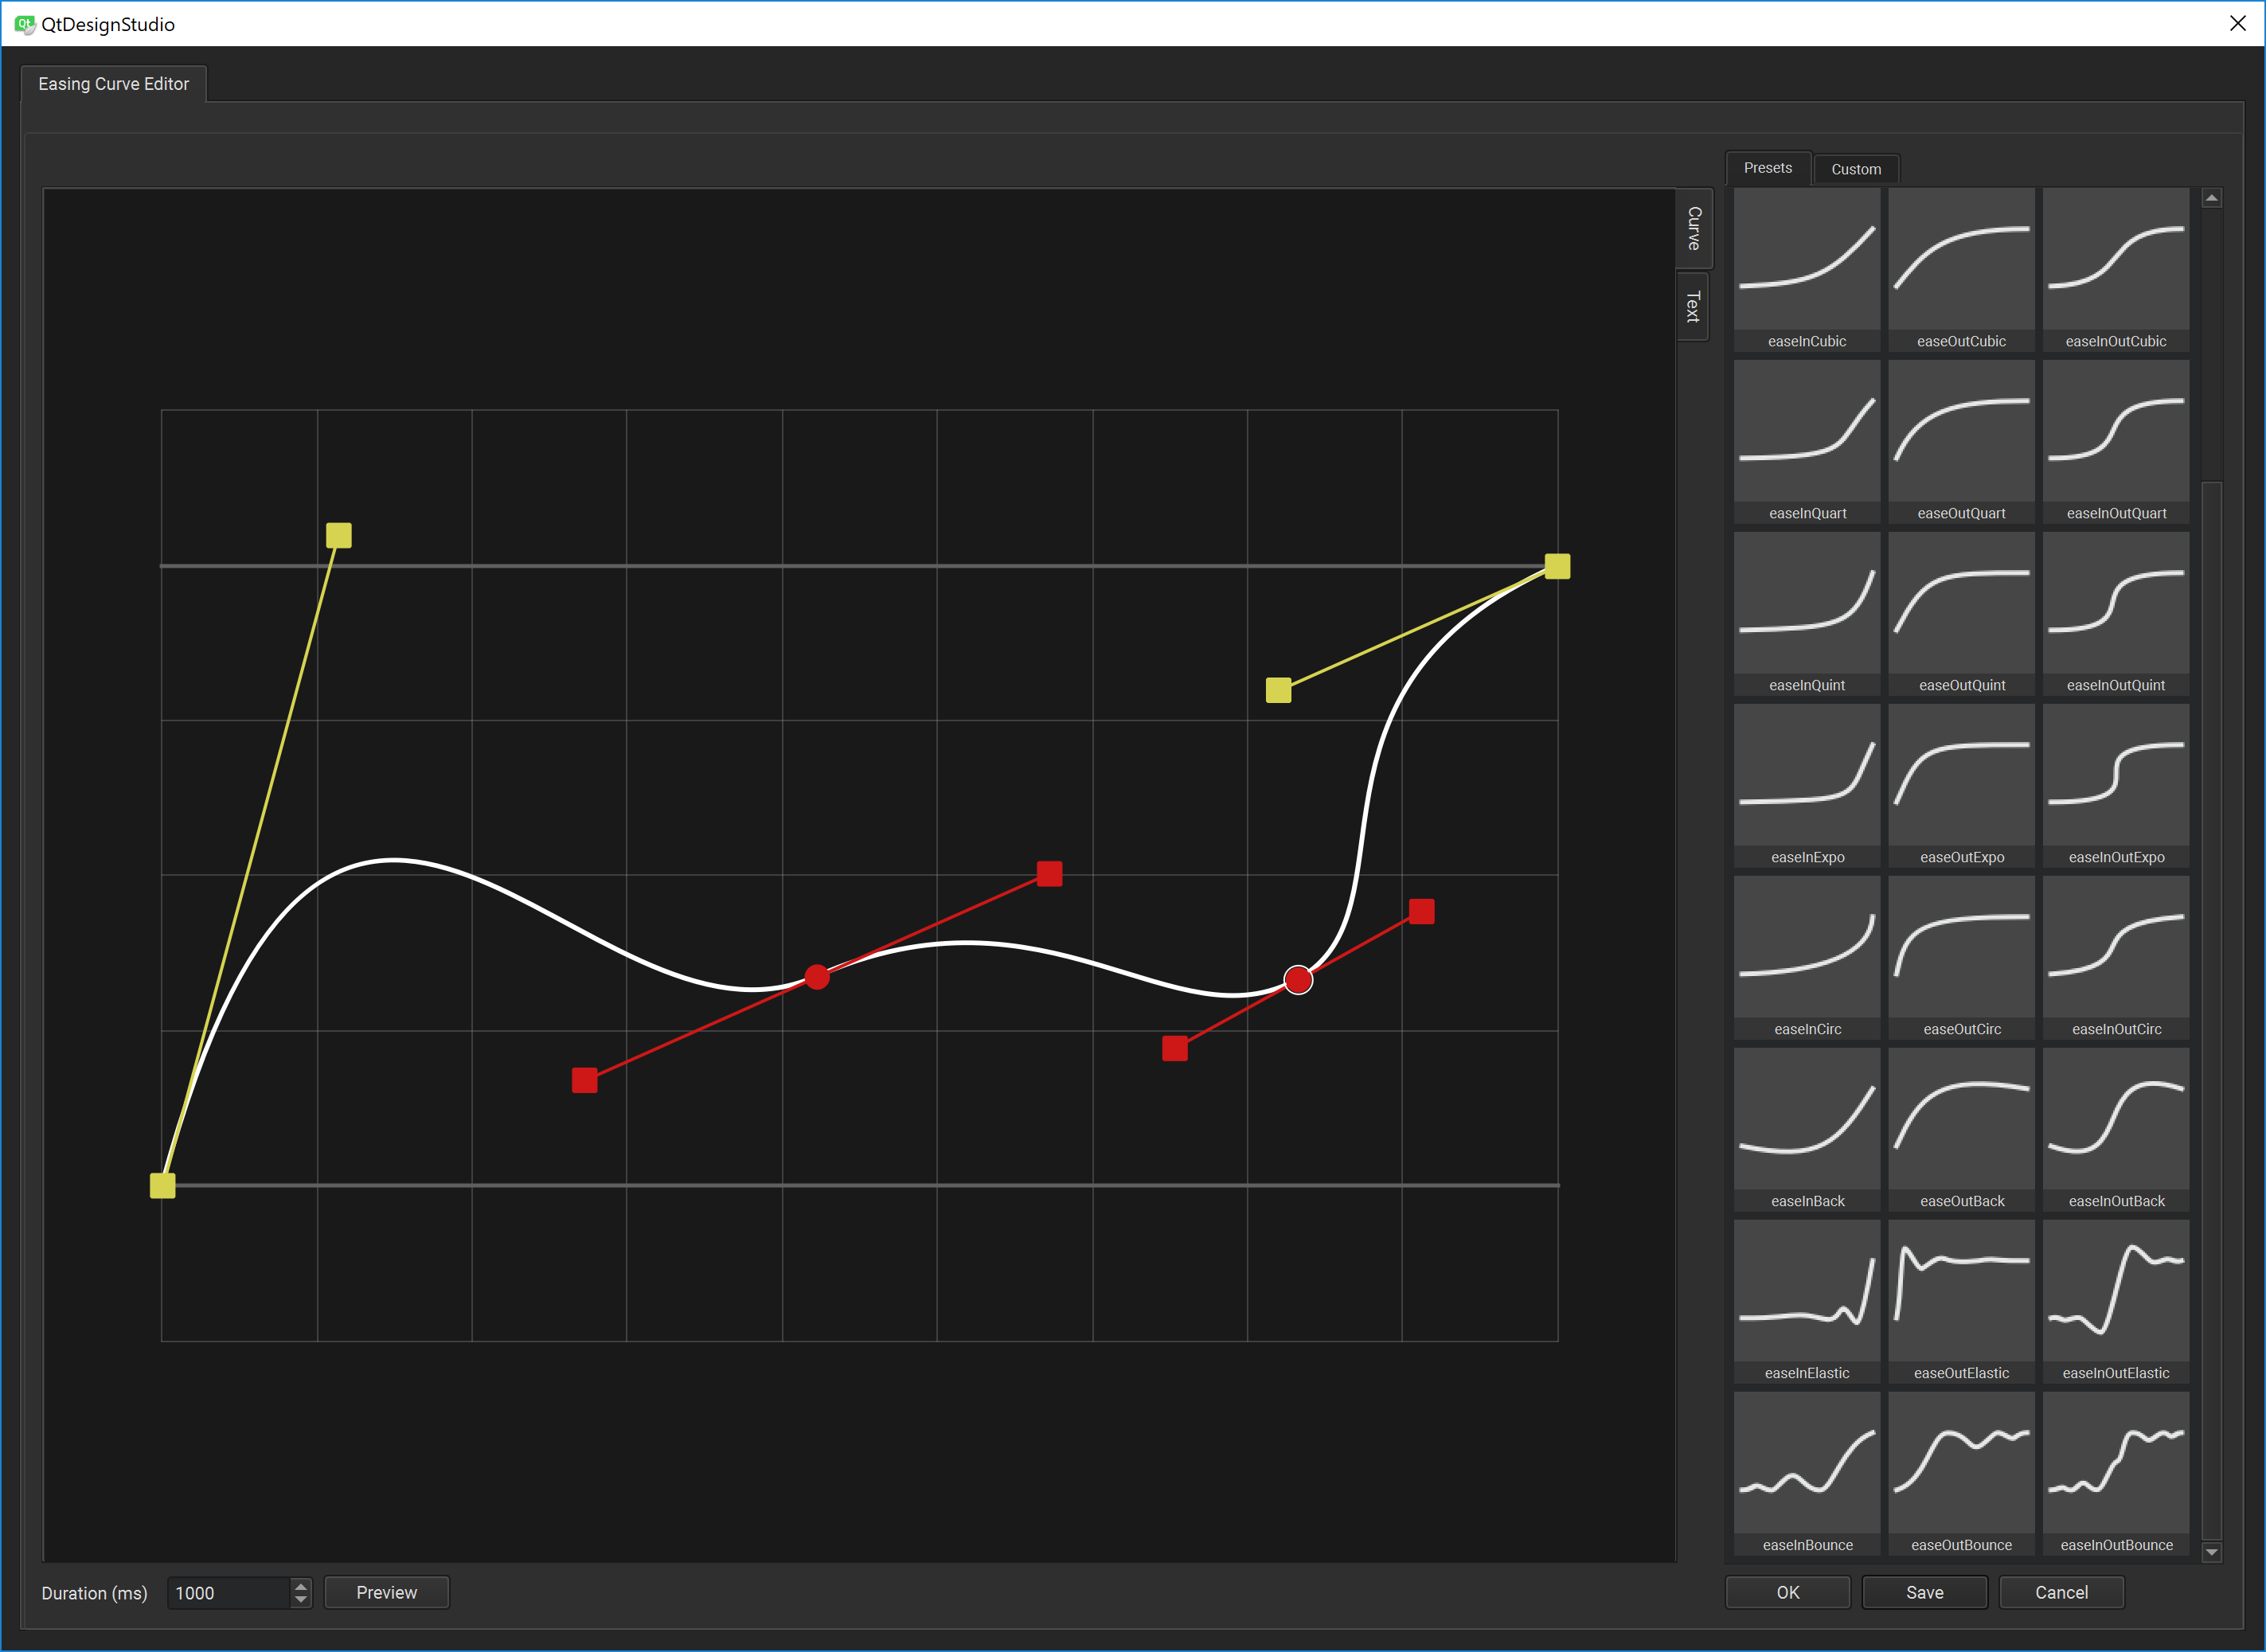 QtDesignStudio
Easing Curve Editor
Presets Custom
Curve
Text
easeInCubic easeOutCubic easeInOutCubic
easeInQuart easeOutQuart easeInOutQuart
easeInQuint easeOutQuint easeInOutQuint
easeInExpo easeOutExpo easeInOutExpo
easeInCirc easeOutCirc easeInOutCirc
easeInBack easeOutBack easeInOutBack
easeInElastic easeOutElastic easeInOutElastic
easeInBounce easeOutBounce easeInOutBounce
Duration (ms) 1000 Preview OK Save Cancel